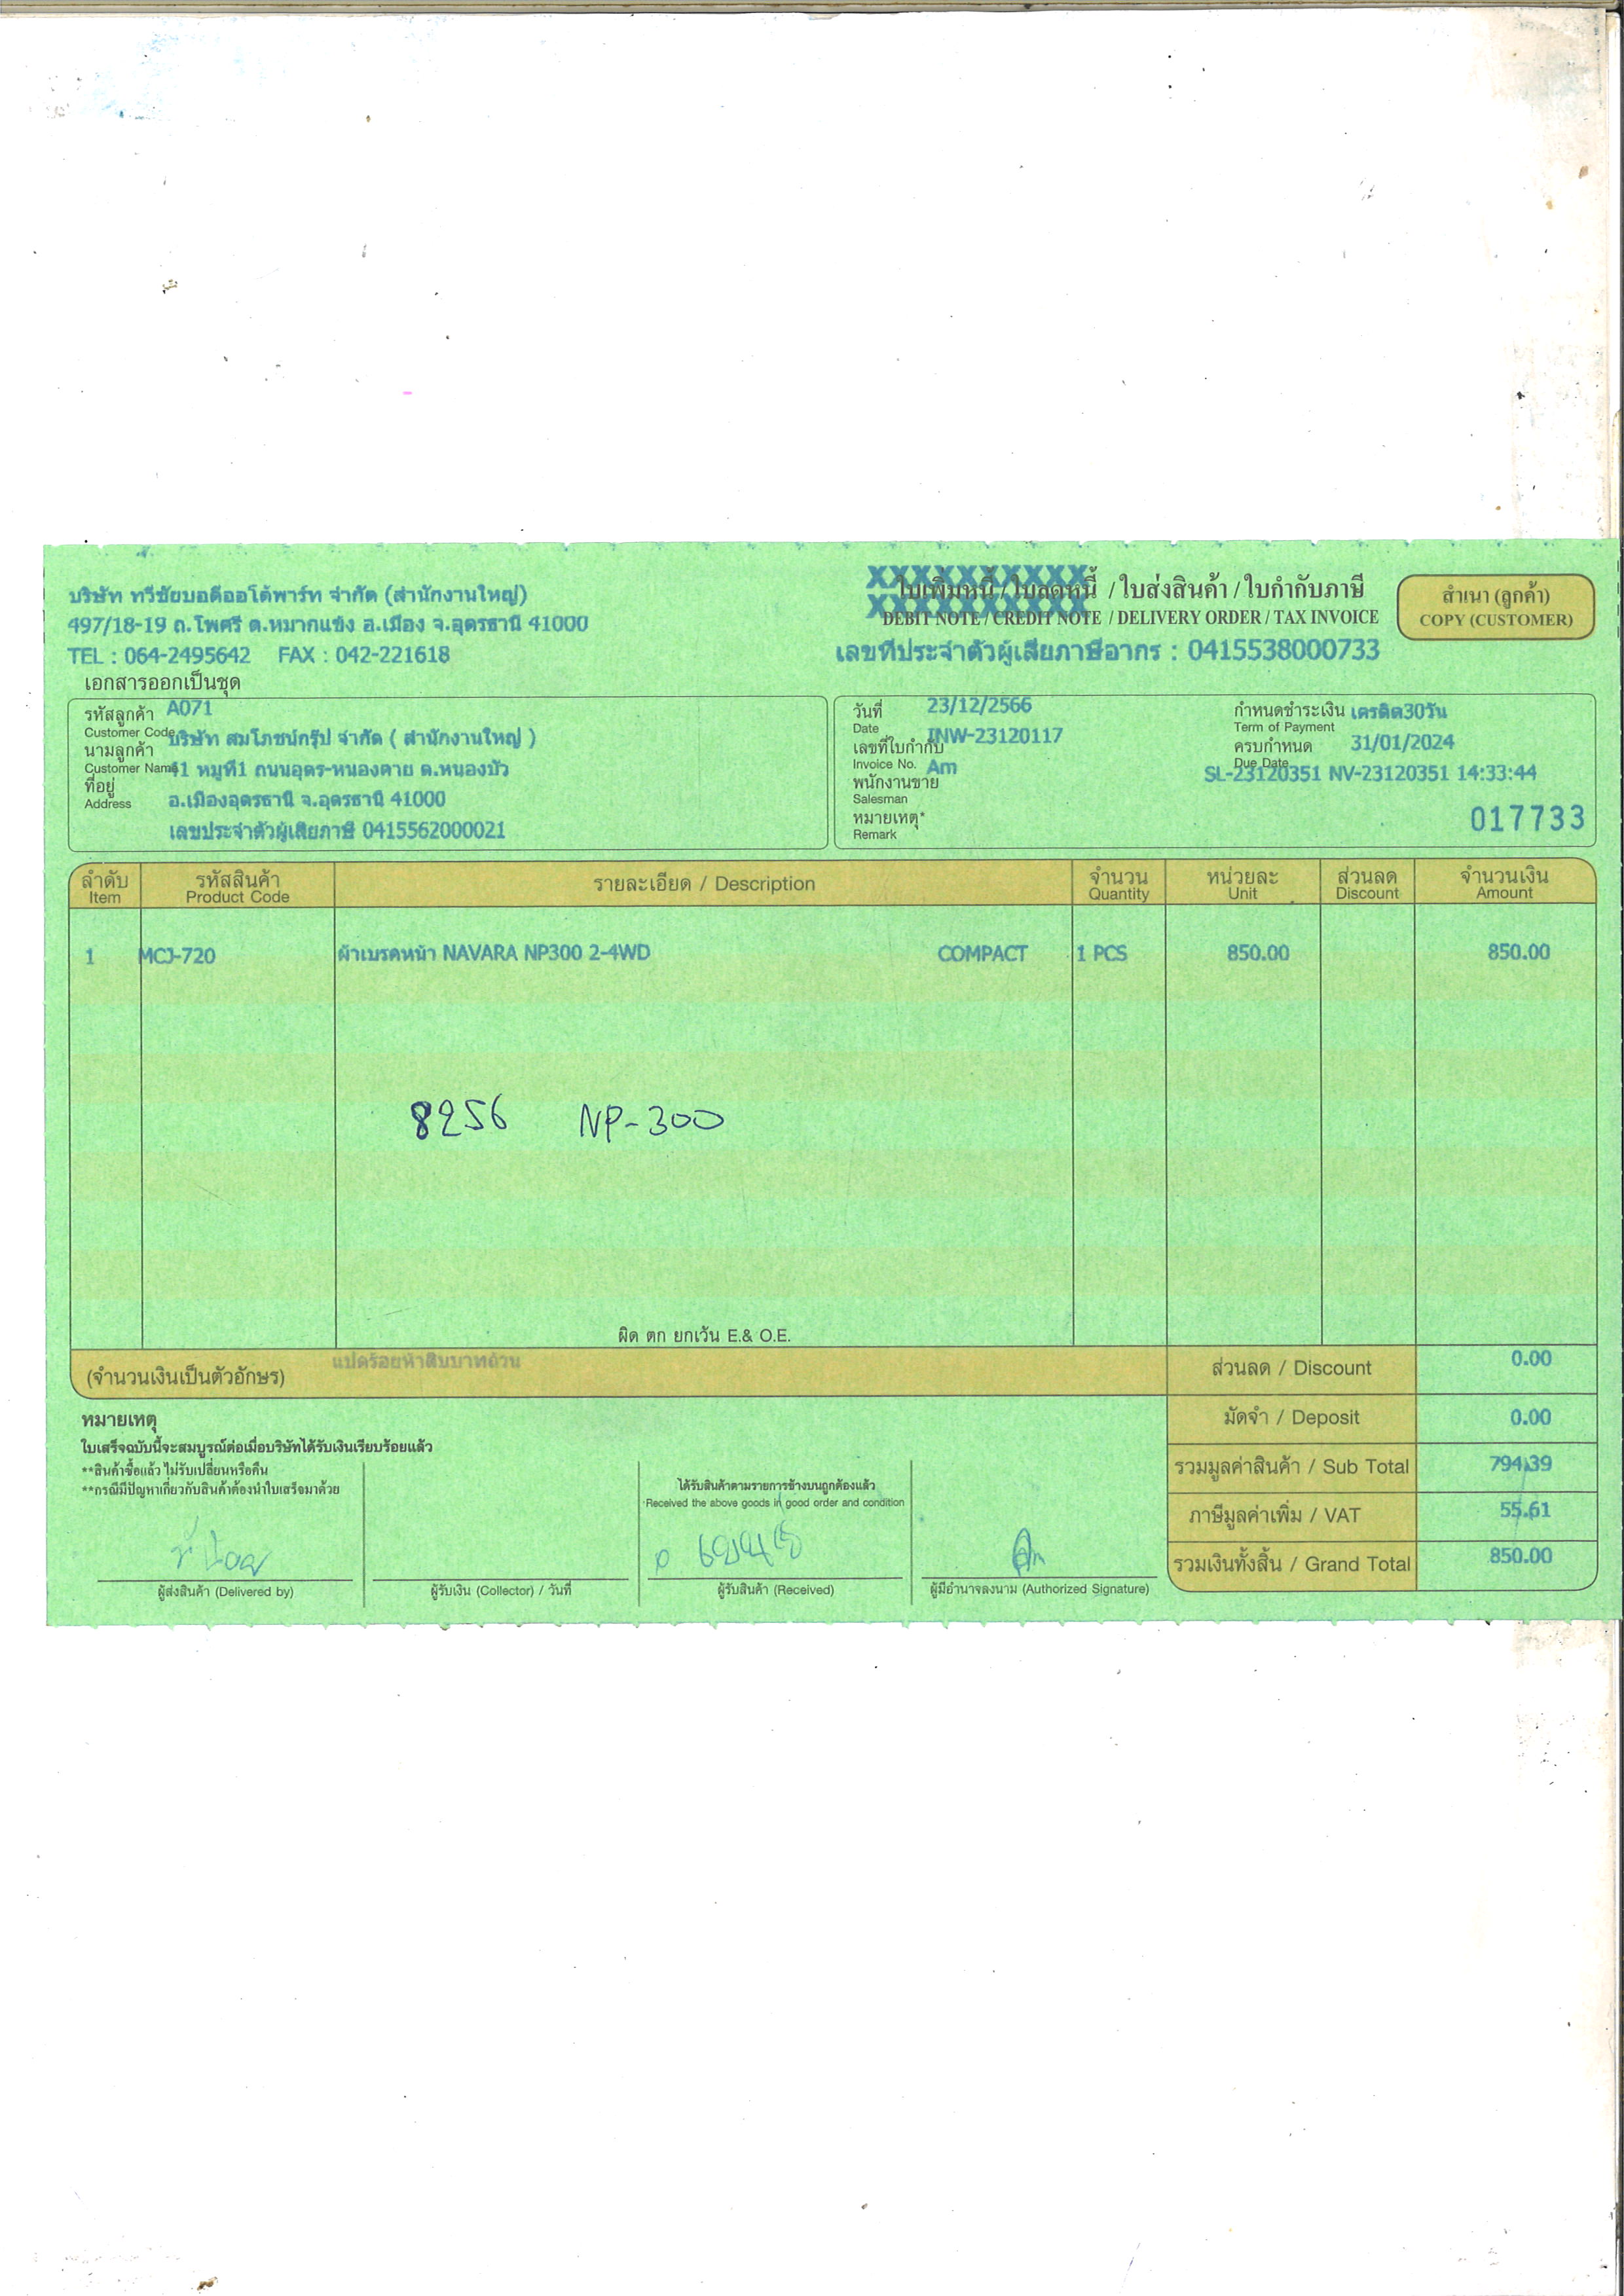 บริษัท ทวีชัยบอดีออโต้พาร์ท จำกัด (สำนักงานใหญ่)
497/18-19 ถ.โพศรี ต.หมากแข้ง อ.เมือง จ.อุดรธานี 41000
TEL : 064-2495642 FAX : 042-221618
เอกสารออกเป็นชุด
XXXXXXXXXX
ใบเพิ่มหนี้ / ใบลดหนี้ / ใบส่งสินค้า / ใบกำกับภาษี
XXXXXXXXXX
DEBIT NOTE / CREDIT NOTE / DELIVERY ORDER / TAX INVOICE
เลขที่ประจำตัวผู้เสียภาษีอากร : 0415538000733
สำเนา (ลูกค้า)
COPY (CUSTOMER)
รหัสลูกค้า A071
Customer Code
นามลูกค้า บริษัท สมโภชน์กรุ๊ป จำกัด ( สำนักงานใหญ่ )
Customer Name 41 หมู่ที่1 ถนนอุดร-หนองคาย ต.หนองบัว
ที่อยู่
Address อ.เมืองอุดรธานี จ.อุดรธานี 41000
เลขประจำตัวผู้เสียภาษี 0415562000021
วันที่ 23/12/2566
Date
เลขที่ใบกำกับ INW-23120117
Invoice No.
พนักงานขาย Am
Salesman
หมายเหตุ*
Remark
กำหนดชำระเงิน เครดิต30วัน
Term of Payment
ครบกำหนด 31/01/2024
Due Date
SL-23120351 NV-23120351 14:33:44
017733
ลำดับ รหัสสินค้า รายละเอียด / Description จำนวน หน่วยละ ส่วนลด จำนวนเงิน
Item Product Code Quantity Unit Discount Amount
1 MCJ-720 ผ้าเบรคหน้า NAVARA NP300 2-4WD COMPACT 1 PCS 850.00 850.00
8256 NP-300
ผิด ตก ยกเว้น E.& O.E.
(จำนวนเงินเป็นตัวอักษร) แปดร้อยห้าสิบบาทถ้วน
ส่วนลด / Discount 0.00
มัดจำ / Deposit 0.00
รวมมูลค่าสินค้า / Sub Total 794.39
ภาษีมูลค่าเพิ่ม / VAT 55.61
รวมเงินทั้งสิ้น / Grand Total 850.00
หมายเหตุ
ใบเสร็จฉบับนี้จะสมบูรณ์ต่อเมื่อบริษัทได้รับเงินเรียบร้อยแล้ว
**สินค้าซื้อแล้ว ไม่รับเปลี่ยนหรือคืน
**กรณีมีปัญหาเกี่ยวกับสินค้าต้องนำใบเสร็จมาด้วย
ได้รับสินค้าตามรายการข้างบนถูกต้องแล้ว
Received the above goods in good order and condition
ผู้ส่งสินค้า (Delivered by) ผู้รับเงิน (Collector) / วันที่ ผู้รับสินค้า (Received) ผู้มีอำนาจลงนาม (Authorized Signature)